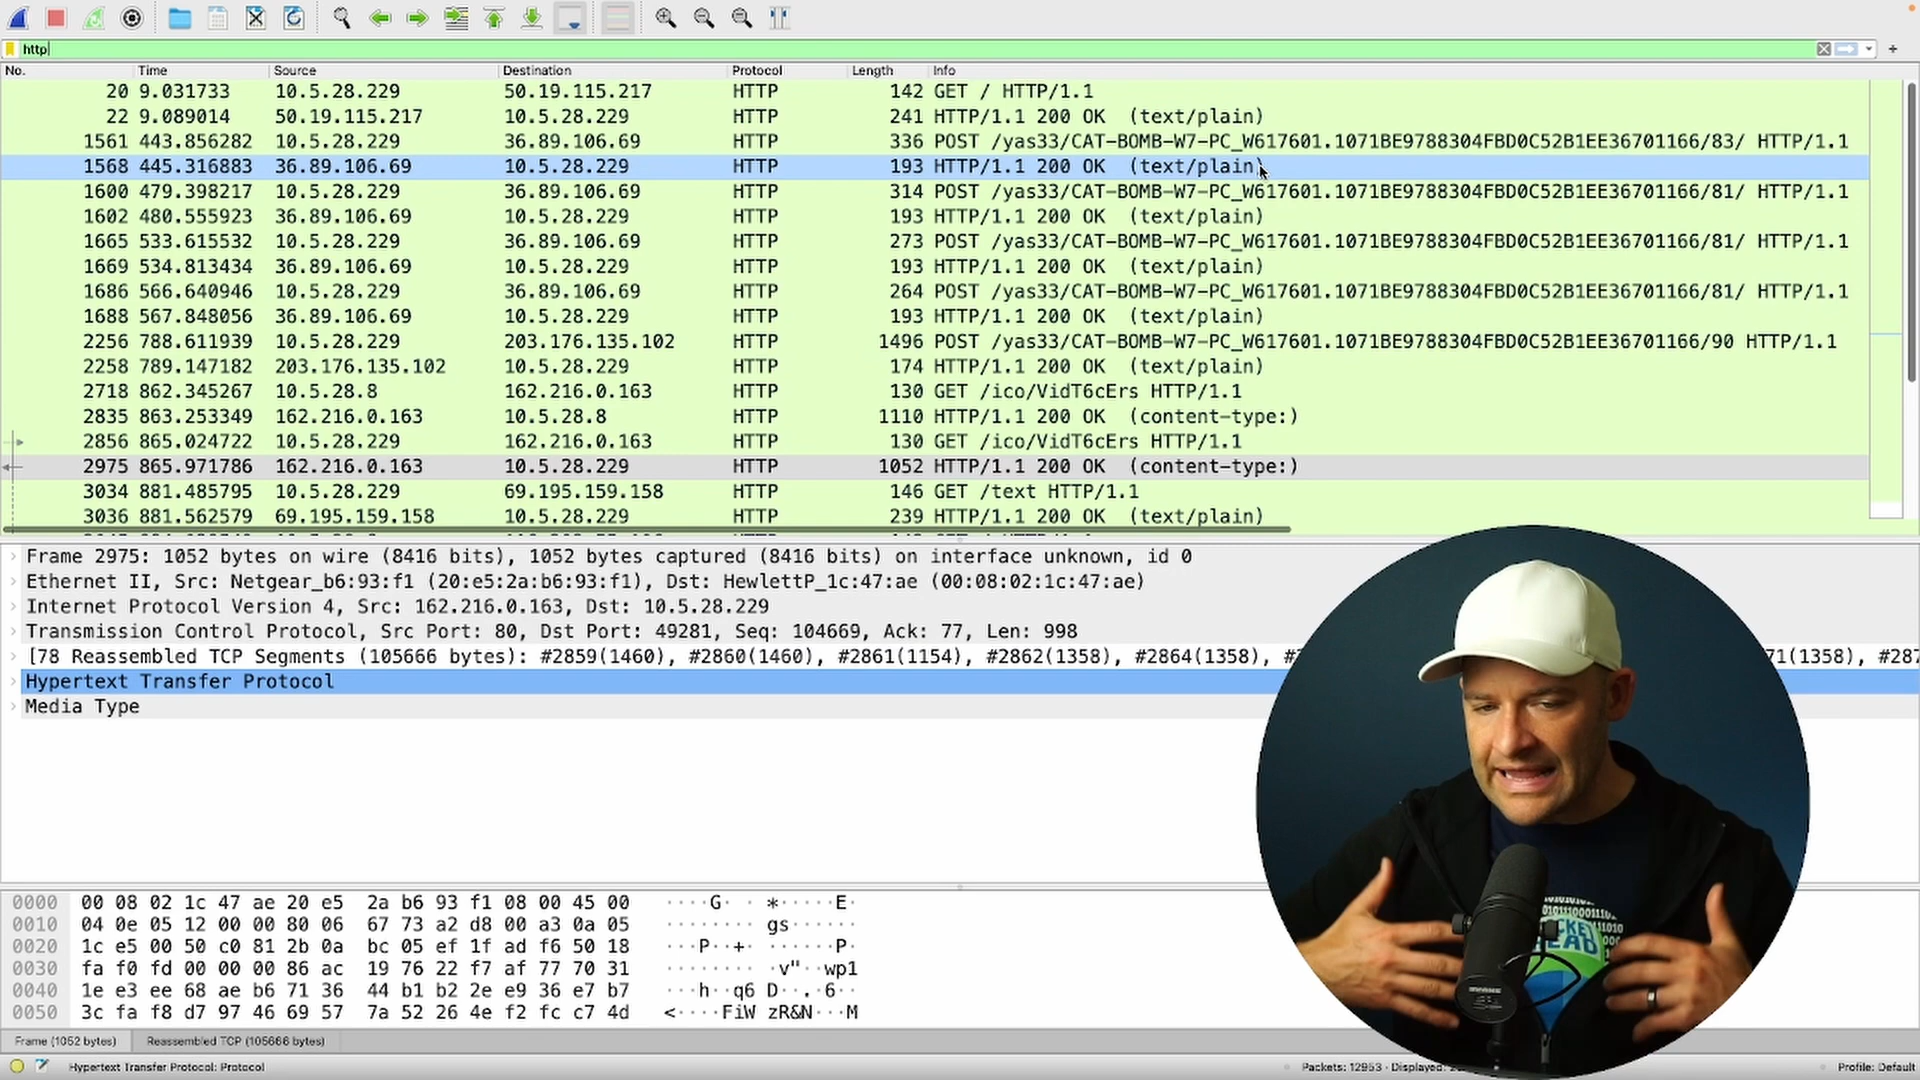 http
No. Time Source Destination Protocol Length Info
20 9.031733 10.5.28.229 50.19.115.217 HTTP 142 GET / HTTP/1.1
22 9.089014 50.19.115.217 10.5.28.229 HTTP 241 HTTP/1.1 200 OK (text/plain)
1561 443.856282 10.5.28.229 36.89.106.69 HTTP 336 POST /yas33/CAT-BOMB-W7-PC_W617601.1071BE9788304FBD0C52B1EE36701166/83/ HTTP/1.1
1568 445.316883 36.89.106.69 10.5.28.229 HTTP 193 HTTP/1.1 200 OK (text/plain)
1600 479.398217 10.5.28.229 36.89.106.69 HTTP 314 POST /yas33/CAT-BOMB-W7-PC_W617601.1071BE9788304FBD0C52B1EE36701166/81/ HTTP/1.1
1602 480.555923 36.89.106.69 10.5.28.229 HTTP 193 HTTP/1.1 200 OK (text/plain)
1665 533.615532 10.5.28.229 36.89.106.69 HTTP 273 POST /yas33/CAT-BOMB-W7-PC_W617601.1071BE9788304FBD0C52B1EE36701166/81/ HTTP/1.1
1669 534.813434 36.89.106.69 10.5.28.229 HTTP 193 HTTP/1.1 200 OK (text/plain)
1686 566.640946 10.5.28.229 36.89.106.69 HTTP 264 POST /yas33/CAT-BOMB-W7-PC_W617601.1071BE9788304FBD0C52B1EE36701166/81/ HTTP/1.1
1688 567.848056 36.89.106.69 10.5.28.229 HTTP 193 HTTP/1.1 200 OK (text/plain)
2256 788.611939 10.5.28.229 203.176.135.102 HTTP 1496 POST /yas33/CAT-BOMB-W7-PC_W617601.1071BE9788304FBD0C52B1EE36701166/90 HTTP/1.1
2258 789.147182 203.176.135.102 10.5.28.229 HTTP 174 HTTP/1.1 200 OK (text/plain)
2718 862.345267 10.5.28.8 162.216.0.163 HTTP 130 GET /ico/VidT6cErs HTTP/1.1
2835 863.253349 162.216.0.163 10.5.28.8 HTTP 1110 HTTP/1.1 200 OK (content-type:)
2856 865.024722 10.5.28.229 162.216.0.163 HTTP 130 GET /ico/VidT6cErs HTTP/1.1
2975 865.971786 162.216.0.163 10.5.28.229 HTTP 1052 HTTP/1.1 200 OK (content-type:)
3034 881.485795 10.5.28.229 69.195.159.158 HTTP 146 GET /text HTTP/1.1
3036 881.562579 69.195.159.158 10.5.28.229 HTTP 239 HTTP/1.1 200 OK (text/plain)
Frame 2975: 1052 bytes on wire (8416 bits), 1052 bytes captured (8416 bits) on interface unknown, id 0
Ethernet II, Src: Netgear_b6:93:f1 (20:e5:2a:b6:93:f1), Dst: HewlettP_1c:47:ae (00:08:02:1c:47:ae)
Internet Protocol Version 4, Src: 162.216.0.163, Dst: 10.5.28.229
Transmission Control Protocol, Src Port: 80, Dst Port: 49281, Seq: 104669, Ack: 77, Len: 998
[78 Reassembled TCP Segments (105666 bytes): #2859(1460), #2860(1460), #2861(1154), #2862(1358), #2864(1358), 71(1358), #287
Hypertext Transfer Protocol
Media Type
0000 00 08 02 1c 47 ae 20 e5 2a b6 93 f1 08 00 45 00 ····G· · *·····E·
0010 04 0e 05 12 00 00 80 06 67 73 a2 d8 00 a3 0a 05 ········ gs······
0020 1c e5 00 50 c0 81 2b 0a bc 05 ef 1f ad f6 50 18 ···P··+· ······P·
0030 fa f0 fd 00 00 00 86 ac 19 76 22 f7 af 77 70 31 ········ ·v"··wp1
0040 1e e3 ee 68 ae b6 71 36 44 b1 b2 2e e9 36 e7 b7 ···h··q6 D··.·6··
0050 3c fa f8 d7 97 46 69 57 7a 52 26 4e f2 fc c7 4d <····FiW zR&N···M
Frame (1052 bytes) Reassembled TCP (105666 bytes)
Hypertext Transfer Protocol: Protocol Packets: 12953 · Displayed: Profile: Default